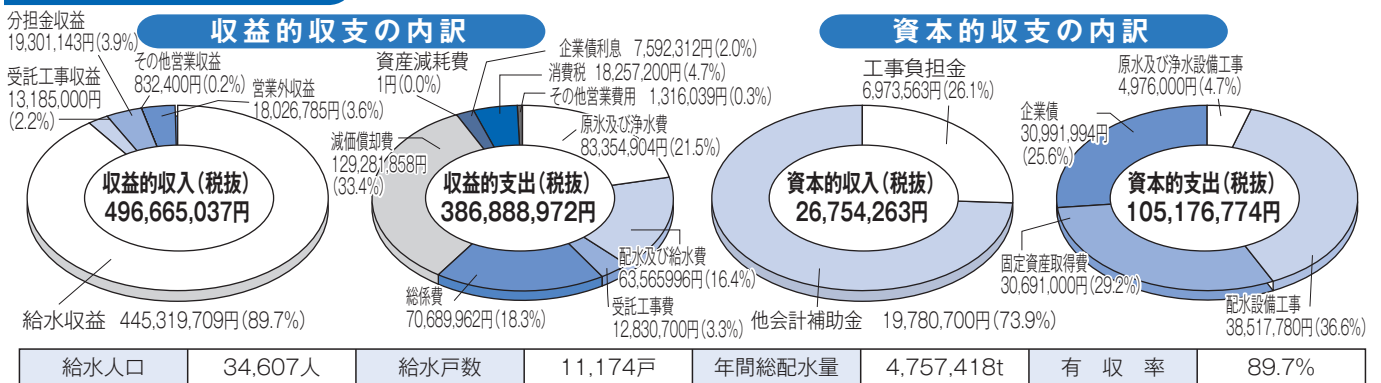 収益的収支の内訳
分担金収益
19,301,143円(3.9%)
受託工事収益
13,185,000円
(2.2%)
その他営業収益
832,400円(0.2%)
営業外収益
18,026,785円(3.6%)
収益的収入(税抜)
496,665,037円
給水収益 445,319,709円(89.7%)
資産減耗費
1円(0.0%)
企業債利息 7,592,312円(2.0%)
消費税 18,257,200円(4.7%)
その他営業費用 1,316,039円(0.3%)
原水及び浄水費
83,354,904円(21.5%)
減価償却費
129,281,858円
(33.4%)
収益的支出(税抜)
386,888,972円
配水及び給水費
63,565996円(16.4%)
総係費
70,689,962円(18.3%)
受託工事費
12,830,700円(3.3%)
資本的収支の内訳
工事負担金
6,973,563円(26.1%)
資本的収入(税抜)
26,754,263円
他会計補助金 19,780,700円(73.9%)
原水及び浄水設備工事
4,976,000円(4.7%)
企業債
30,991,994円
(25.6%)
資本的支出(税抜)
105,176,774円
固定資産取得費
30,691,000円(29.2%)
配水設備工事
38,517,780円(36.6%)
給水人口 34,607人 給水戸数 11,174戸 年間総配水量 4,757,418t 有収率 89.7%